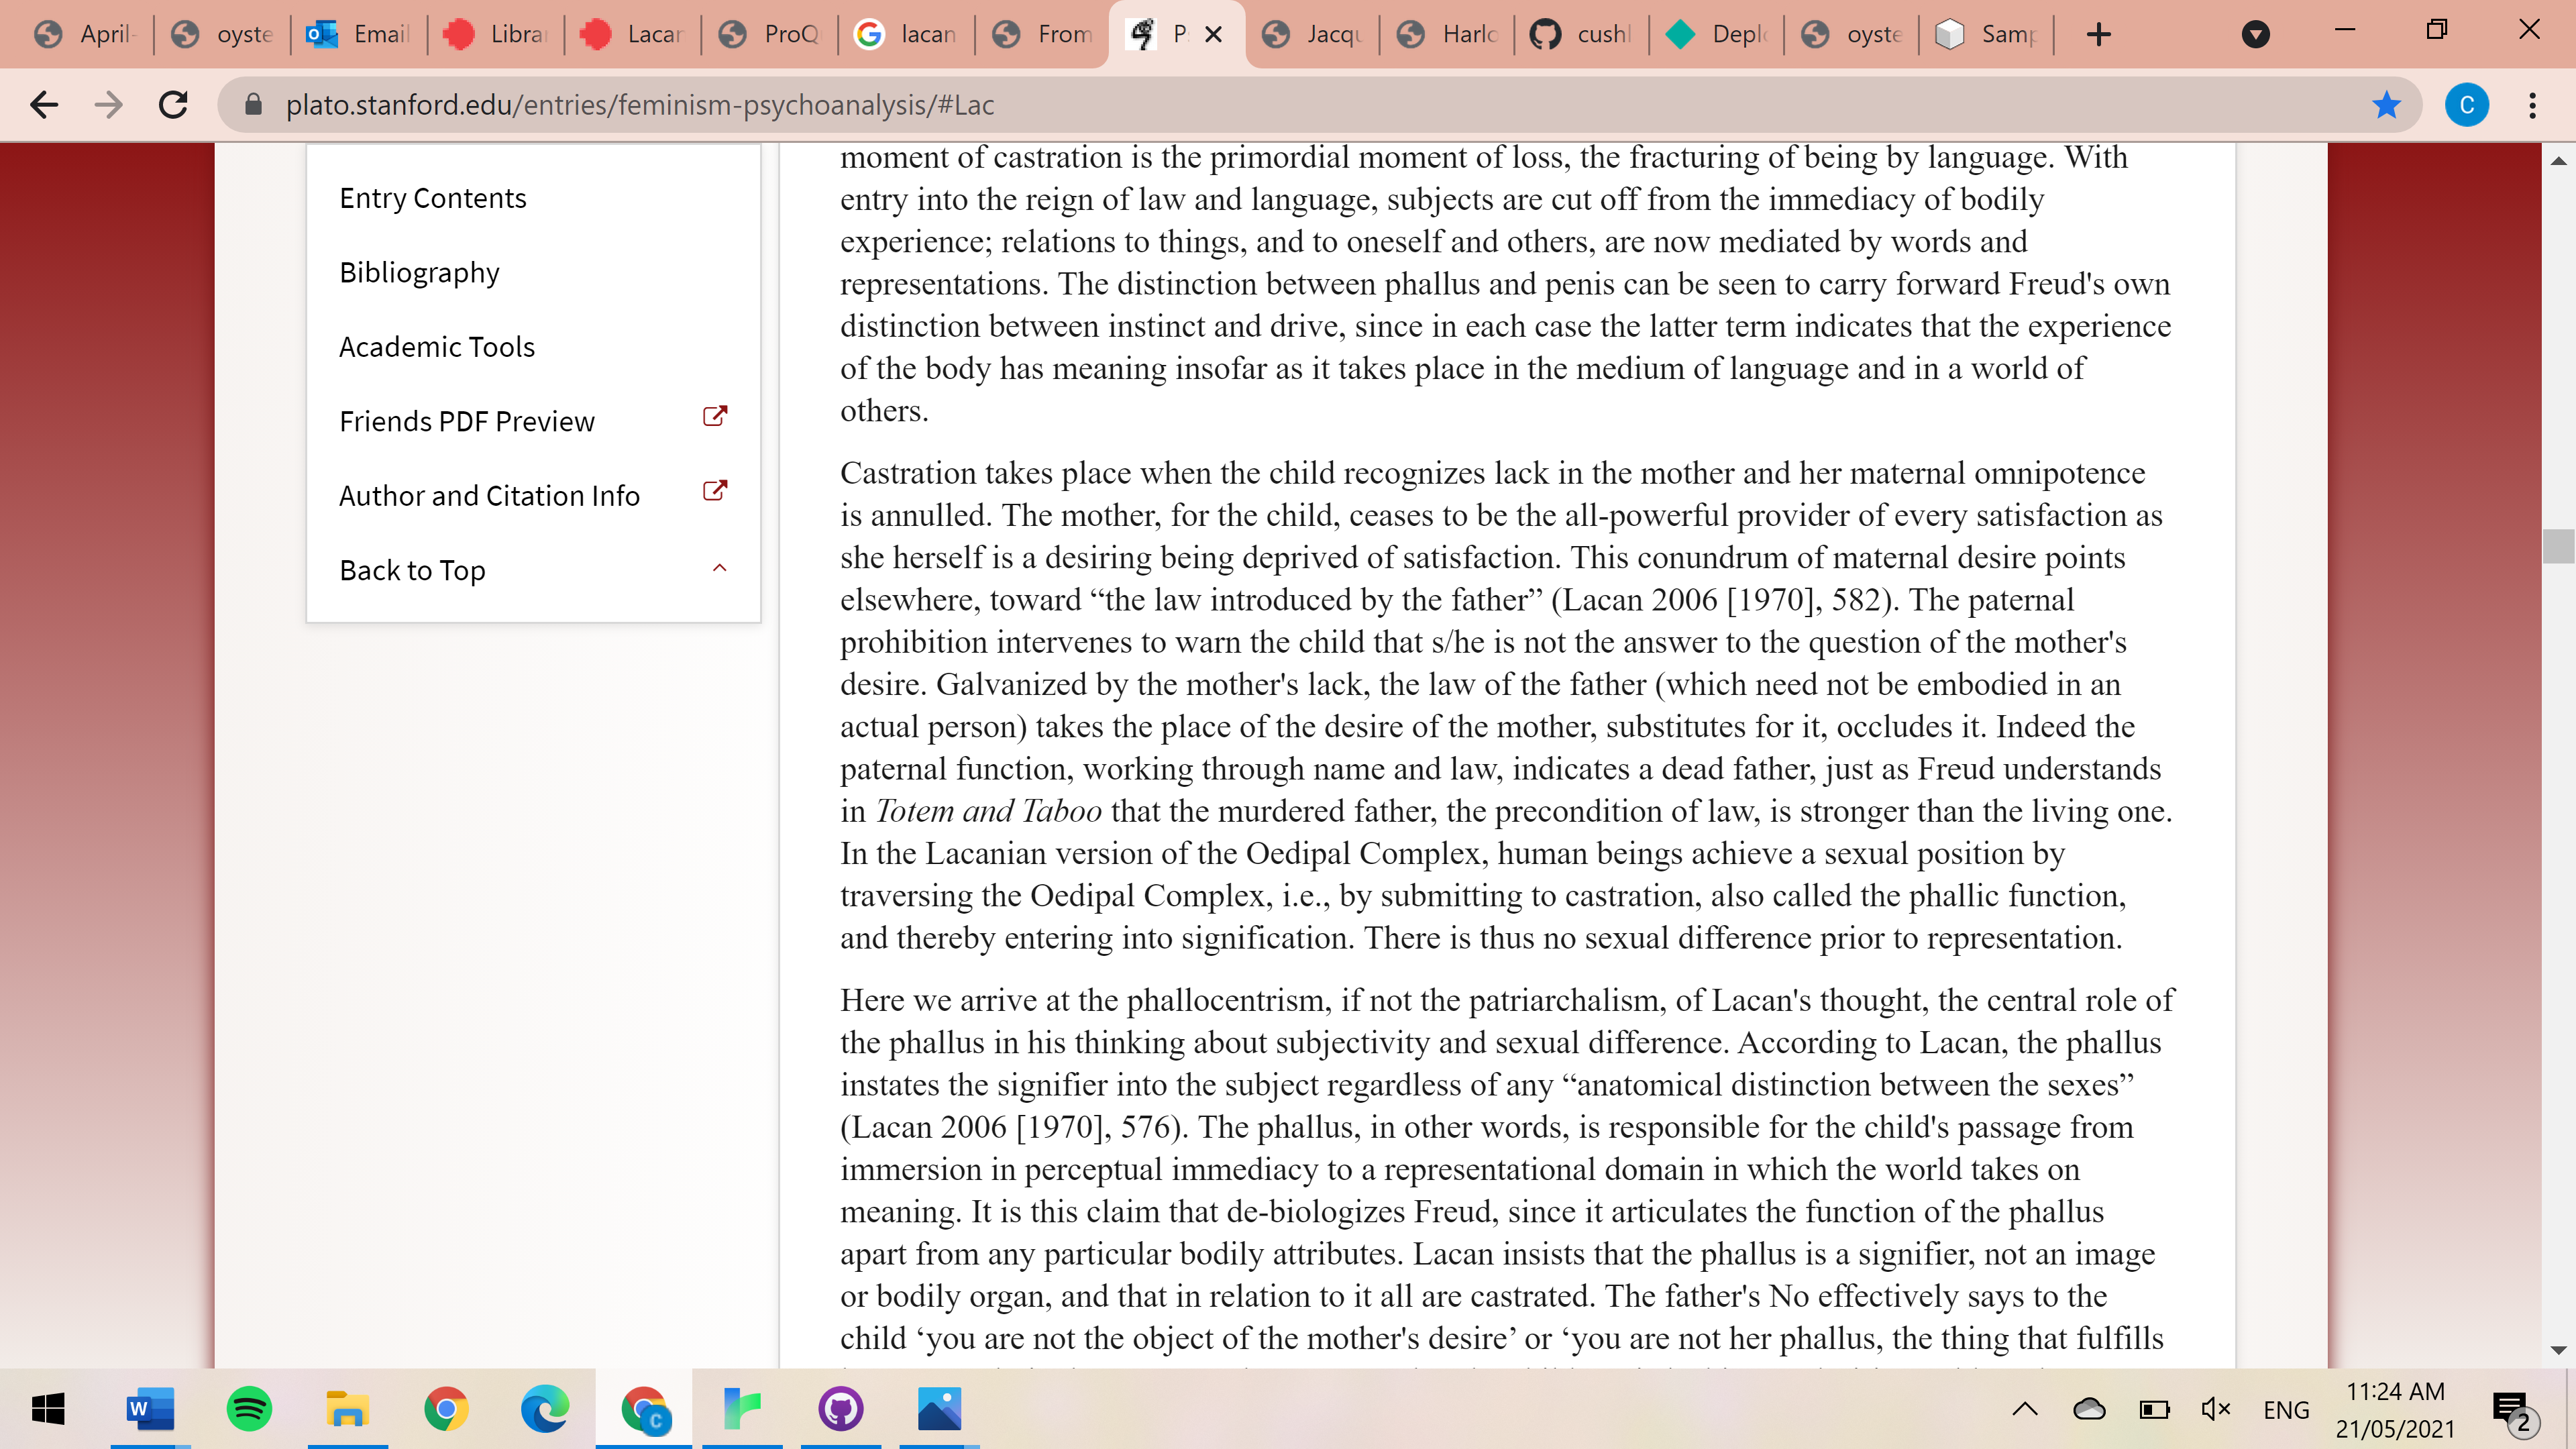 April-
oyste
Email
Librar
Lacan
ProQ
lacan
From
P
Jacqu
Harlo
cushl
Deplo
oyste
Samp
plato.stanford.edu/entries/feminism-psychoanalysis/#Lac
C
Entry Contents
Bibliography
Academic Tools
Friends PDF Preview
Author and Citation Info
Back to Top
moment of castration is the primordial moment of loss, the fracturing of being by language. With
entry into the reign of law and language, subjects are cut off from the immediacy of bodily
experience; relations to things, and to oneself and others, are now mediated by words and
representations. The distinction between phallus and penis can be seen to carry forward Freud's own
distinction between instinct and drive, since in each case the latter term indicates that the experience
of the body has meaning insofar as it takes place in the medium of language and in a world of
others.
Castration takes place when the child recognizes lack in the mother and her maternal omnipotence
is annulled. The mother, for the child, ceases to be the all-powerful provider of every satisfaction as
she herself is a desiring being deprived of satisfaction. This conundrum of maternal desire points
elsewhere, toward “the law introduced by the father” (Lacan 2006 [1970], 582). The paternal
prohibition intervenes to warn the child that s/he is not the answer to the question of the mother's
desire. Galvanized by the mother's lack, the law of the father (which need not be embodied in an
actual person) takes the place of the desire of the mother, substitutes for it, occludes it. Indeed the
paternal function, working through name and law, indicates a dead father, just as Freud understands
in Totem and Taboo that the murdered father, the precondition of law, is stronger than the living one.
In the Lacanian version of the Oedipal Complex, human beings achieve a sexual position by
traversing the Oedipal Complex, i.e., by submitting to castration, also called the phallic function,
and thereby entering into signification. There is thus no sexual difference prior to representation.
Here we arrive at the phallocentrism, if not the patriarchalism, of Lacan's thought, the central role of
the phallus in his thinking about subjectivity and sexual difference. According to Lacan, the phallus
instates the signifier into the subject regardless of any “anatomical distinction between the sexes”
(Lacan 2006 [1970], 576). The phallus, in other words, is responsible for the child's passage from
immersion in perceptual immediacy to a representational domain in which the world takes on
meaning. It is this claim that de-biologizes Freud, since it articulates the function of the phallus
apart from any particular bodily attributes. Lacan insists that the phallus is a signifier, not an image
or bodily organ, and that in relation to it all are castrated. The father's No effectively says to the
child ‘you are not the object of the mother's desire’ or ‘you are not her phallus, the thing that fulfills
ENG
11:24 AM
21/05/2021
2